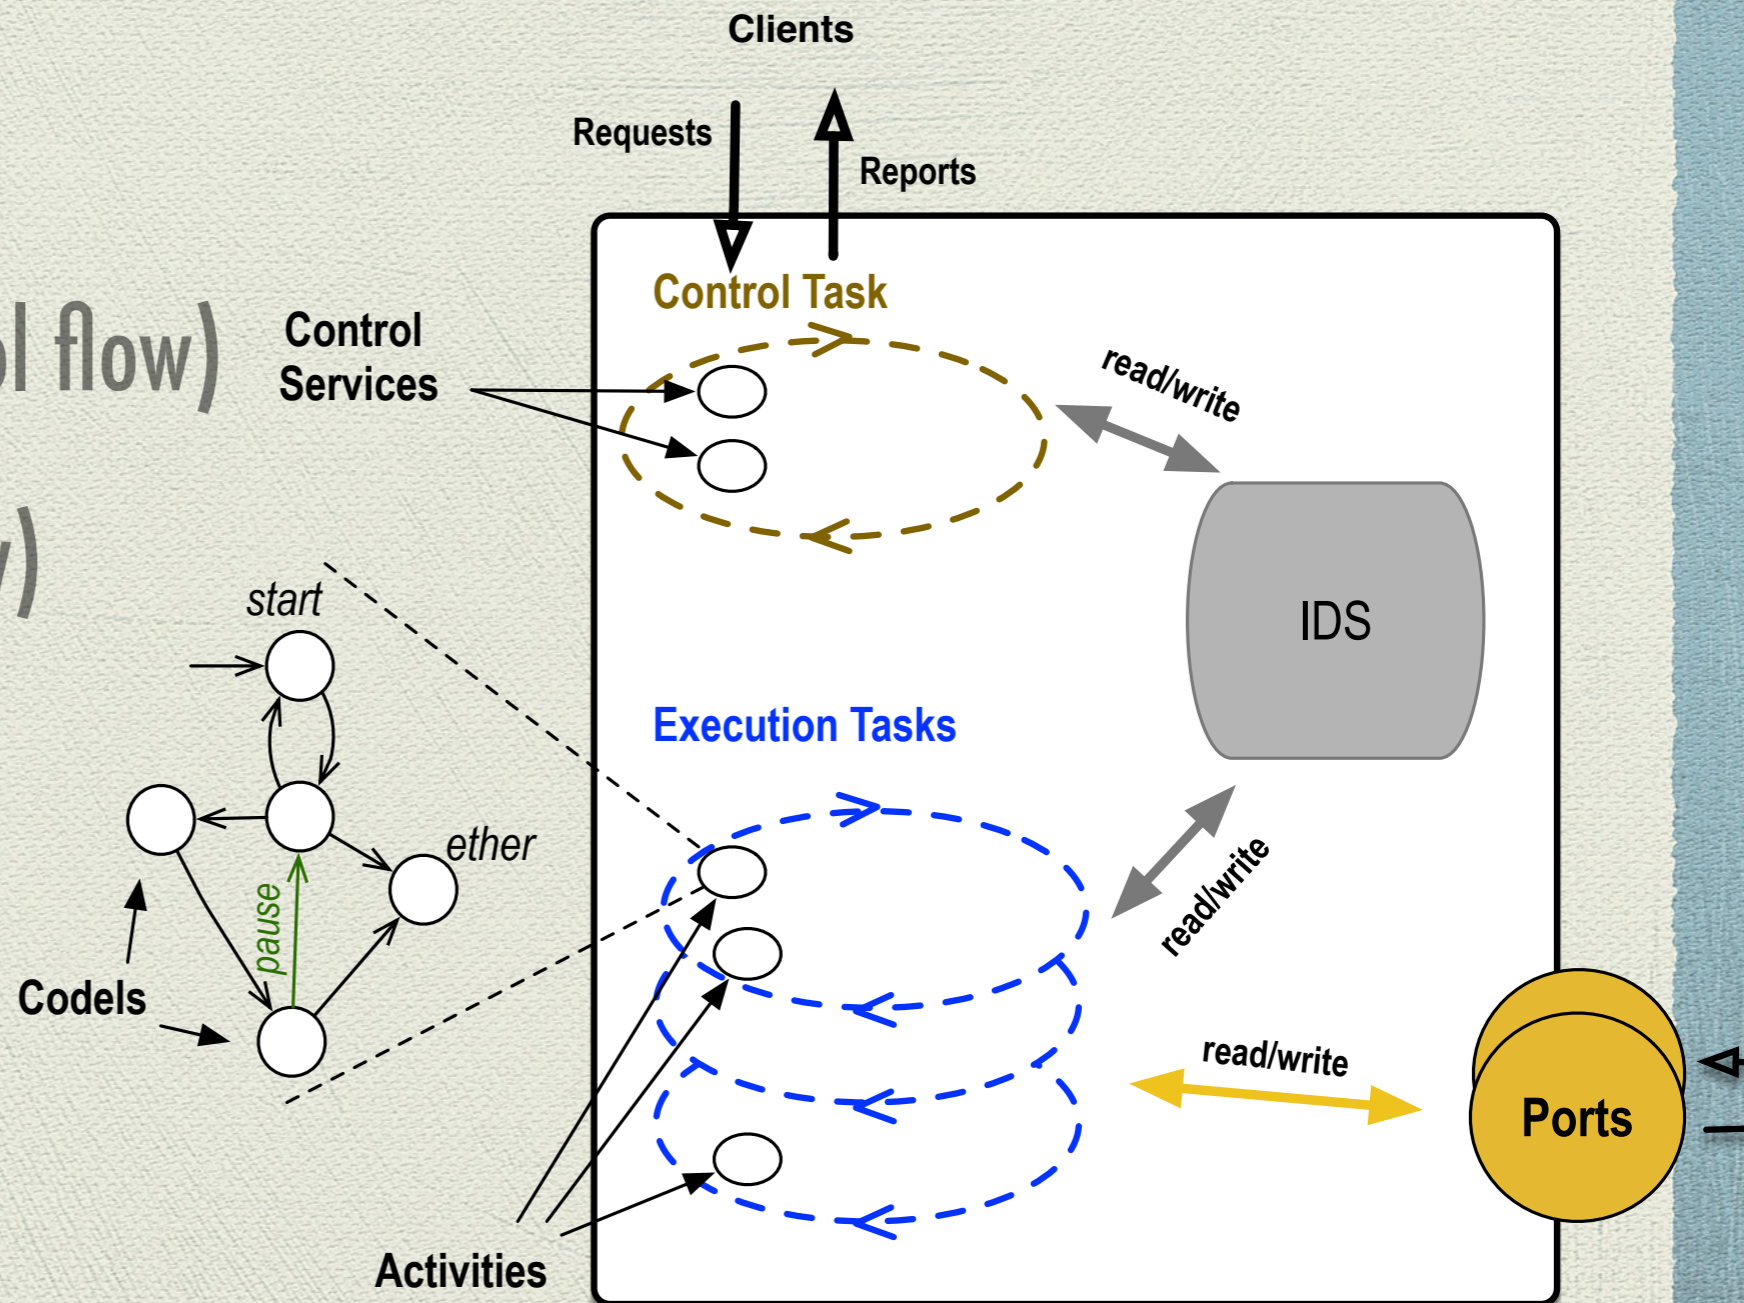 Clients
Requests
Reports
Control Task
flow)
Control
Services
read/write
IDS
start
Execution Tasks
ether
pause
read/write
Codels
read/write
Ports
Activities